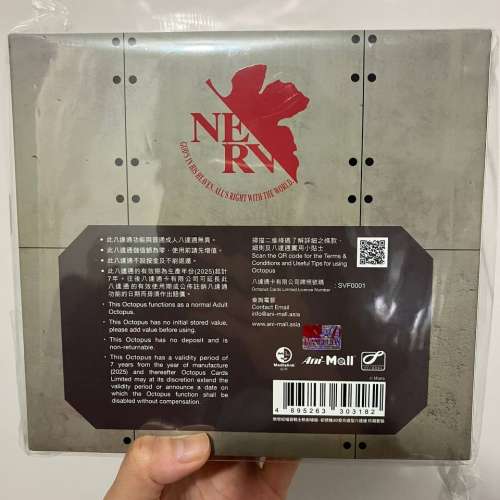 NE
RV
GOD'S IN HIS HEAVEN. ALL'S RIGHT WITH THE WORLD.
• 此八達通功能與普通成人八達通無異。
• 此八達通儲值額為零，使用前請先增值。
• 此八達通不設按金及不能退還。
• 此八達通的有效期為生產年份(2025)起計
7年。往後八達通卡有限公司可延長此
八達通的有效使用期或公佈註銷八達通
功能的日期而毋須作出賠償。
• This Octopus functions as a normal Adult
Octopus.
• This Octopus has no initial stored value,
please add value before using.
• This Octopus has no deposit and is
non-returnable.
• This Octopus has a validity period of
7 years from the year of manufacture
(2025) and thereafter Octopus Cards
Limited may at its discretion extend the
validity period or announce a date on
which the Octopus function shall be
disabled without compensation.
掃描二維條碼了解詳細之條款、
細則及八達通實用小貼士
Scan the QR code for the Terms &
Conditions and Useful Tips for using
Octopus
八達通卡有限公司牌照號碼
Octopus Cards Limited Licence Number
: SVF0001
查詢電郵
Contact Email
info@ani-mall.asia
www.ani-mall.asia
Medialink
Ani-Mall
© khara
4 895263 303182